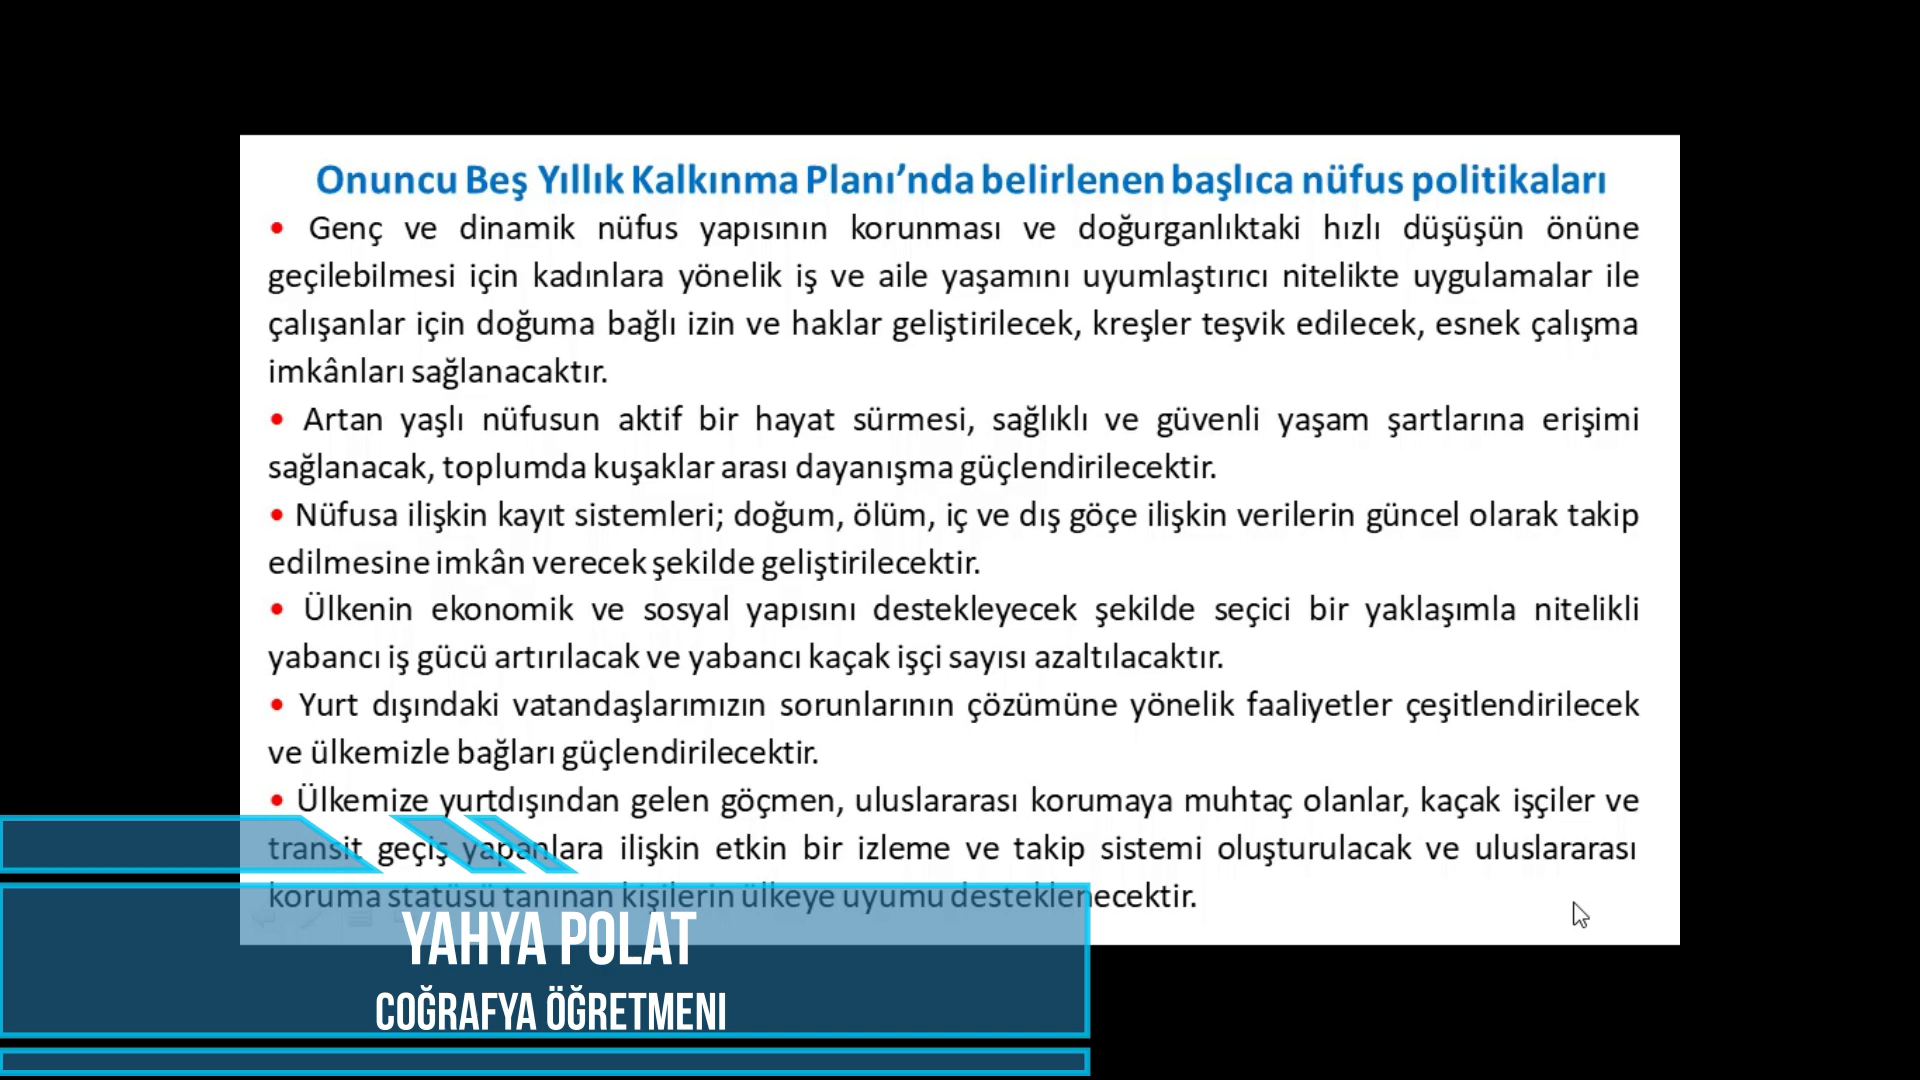 Onuncu Beş Yıllık Kalkınma Planı’nda belirlenen başlıca nüfus politikaları
• Genç ve dinamik nüfus yapısının korunması ve doğurganlıktaki hızlı düşüşün önüne
geçilebilmesi için kadınlara yönelik iş ve aile yaşamını uyumlaştırıcı nitelikte uygulamalar ile
çalışanlar için doğuma bağlı izin ve haklar geliştirilecek, kreşler teşvik edilecek, esnek çalışma
imkânları sağlanacaktır.
• Artan yaşlı nüfusun aktif bir hayat sürmesi, sağlıklı ve güvenli yaşam şartlarına erişimi
sağlanacak, toplumda kuşaklar arası dayanışma güçlendirilecektir.
• Nüfusa ilişkin kayıt sistemleri; doğum, ölüm, iç ve dış göçe ilişkin verilerin güncel olarak takip
edilmesine imkân verecek şekilde geliştirilecektir.
• Ülkenin ekonomik ve sosyal yapısını destekleyecek şekilde seçici bir yaklaşımla nitelikli
yabancı iş gücü artırılacak ve yabancı kaçak işçi sayısı azaltılacaktır.
• Yurt dışındaki vatandaşlarımızın sorunlarının çözümüne yönelik faaliyetler çeşitlendirilecek
ve ülkemizle bağları güçlendirilecektir.
• Ülkemize yurtdışından gelen göçmen, uluslararası korumaya muhtaç olanlar, kaçak işçiler ve
transit geçiş yapanlara ilişkin etkin bir izleme ve takip sistemi oluşturulacak ve uluslararası
koruma statüsü tanınan kişilerin ülkeye uyumu desteklenecektir.
YAHYA POLAT
COĞRAFYA ÖĞRETMENI